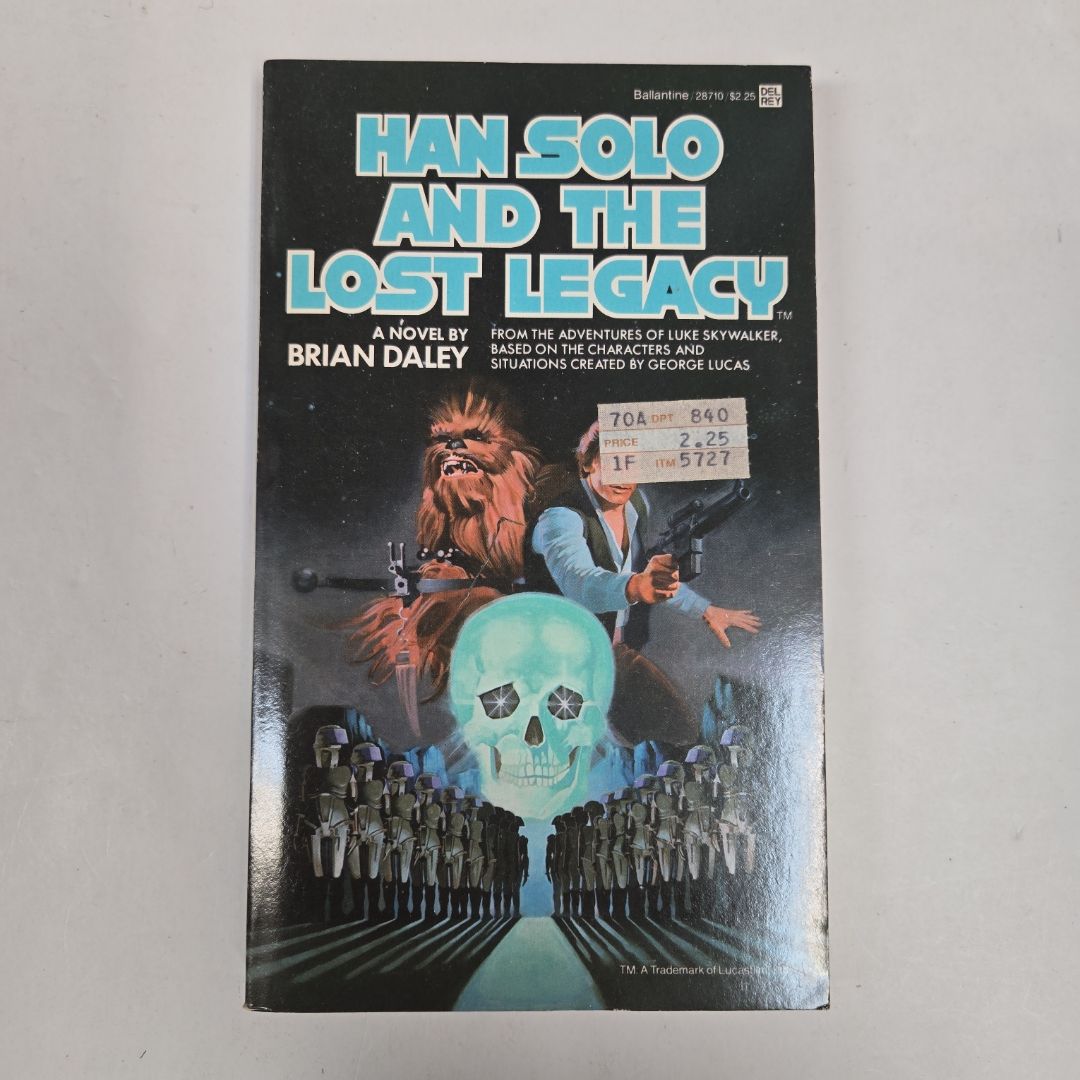 Ballantine/28710/$2.25 DEL REY
HAN SOLO
AND THE
LOST LEGACY™
A NOVEL BY
BRIAN DALEY
FROM THE ADVENTURES OF LUKE SKYWALKER,
BASED ON THE CHARACTERS AND
SITUATIONS CREATED BY GEORGE LUCAS
70A DPT 840
PRICE 2.25
1F ITM 5727
TM: A Trademark of